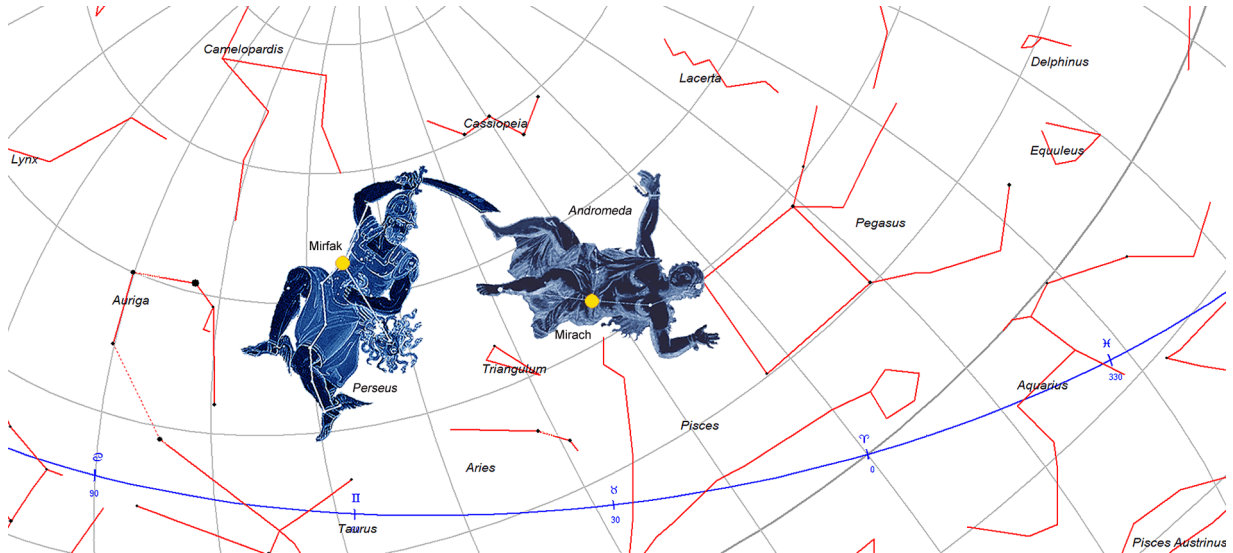 Camelopardis
Lacerta
Delphinus
Cassiopeia
Lynx
Equuleus
Andromeda
Pegasus
Mirfak
Auriga
Mirach
♓
330
Triangulum
Perseus
Aquarius
Pisces
♈
0
Aries
♋
90
♉
30
♊
Taurus
Pisces Austrinus